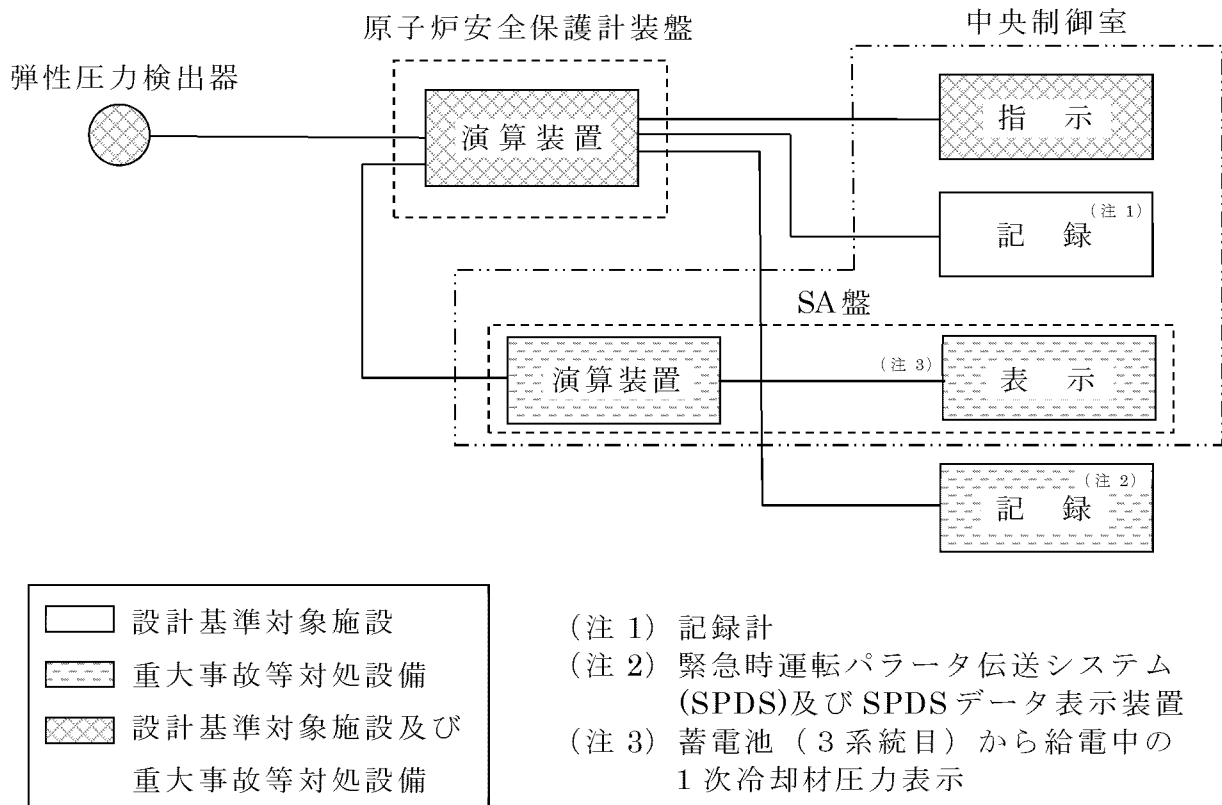 中央制御室
原子炉安全保護計装盤
弾性圧力検出器
演算装置
指示
記録
(注 1)
SA盤
演算装置
(注 3)
表示
記録
(注 2)
設計基準対象施設
重大事故等対処設備
設計基準対象施設及び
重大事故等対処設備
(注 1) 記録計
(注 2) 緊急時運転パラータ伝送システム
(SPDS)及び SPDS データ表示装置
(注 3) 蓄電池（３系統目）から給電中の
１次冷却材圧力表示